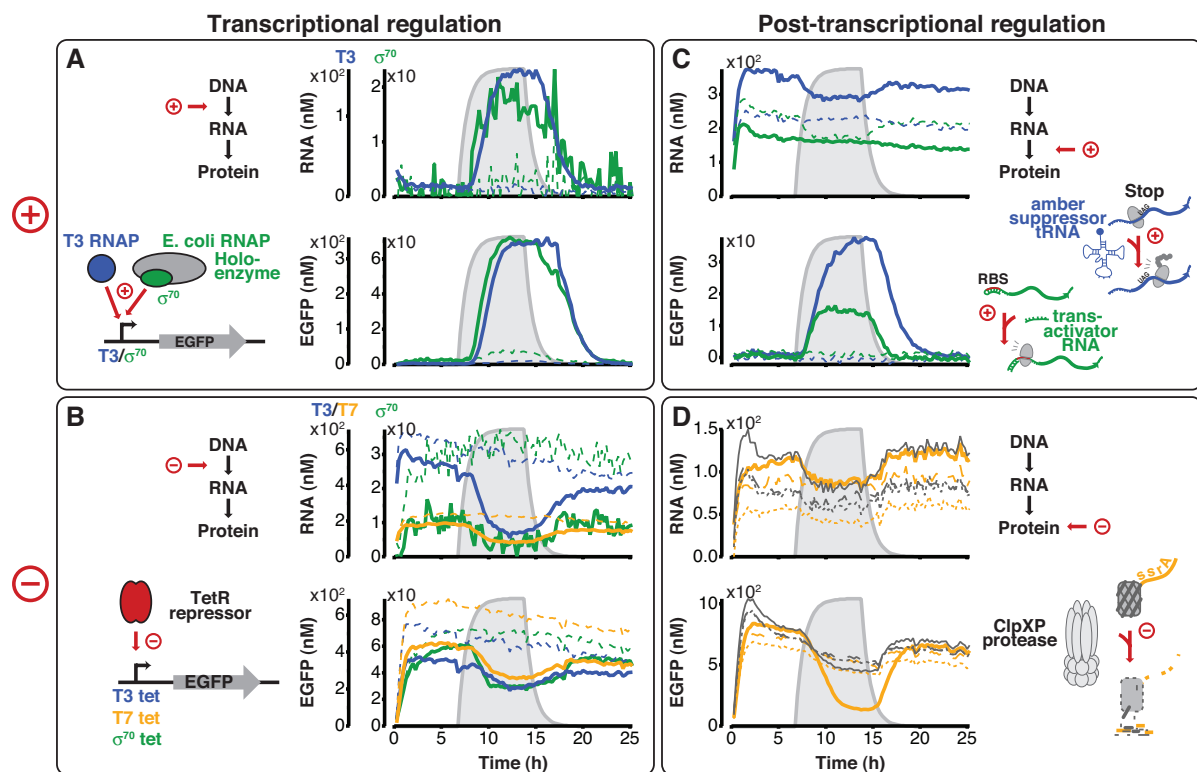 Transcriptional regulation
Post-transcriptional regulation
A
DNA
RNA
Protein
T3 RNAP
E. coli RNAP
Holo-
enzyme
σ70
T3/σ70
EGFP
T3 σ70
x10²
x10
RNA (nM)
1
0
2
1
0
x10²
x10
EGFP (nM)
3
2
1
0
6
4
2
0
C
x10²
RNA (nM)
3
2
1
0
x10
EGFP (nM)
3
2
1
0
DNA
RNA
Protein
Stop
amber
suppressor
tRNA
UAG
UAG
RBS
trans-
activator
RNA
B
DNA
RNA
Protein
TetR
repressor
EGFP
T3 tet
T7 tet
σ70 tet
T3/T7 σ70
x10²
x10
RNA (nM)
6
4
2
0
3
2
1
0
x10²
x10
EGFP (nM)
6
4
2
0
8
6
4
2
0
0 5 10 15 20 25
Time (h)
D
x10²
RNA (nM)
1.5
1.0
0.5
0.0
EGFP (nM)
10
5
0
0 5 10 15 20 25
Time (h)
DNA
RNA
Protein
ssrA
ClpXP
protease